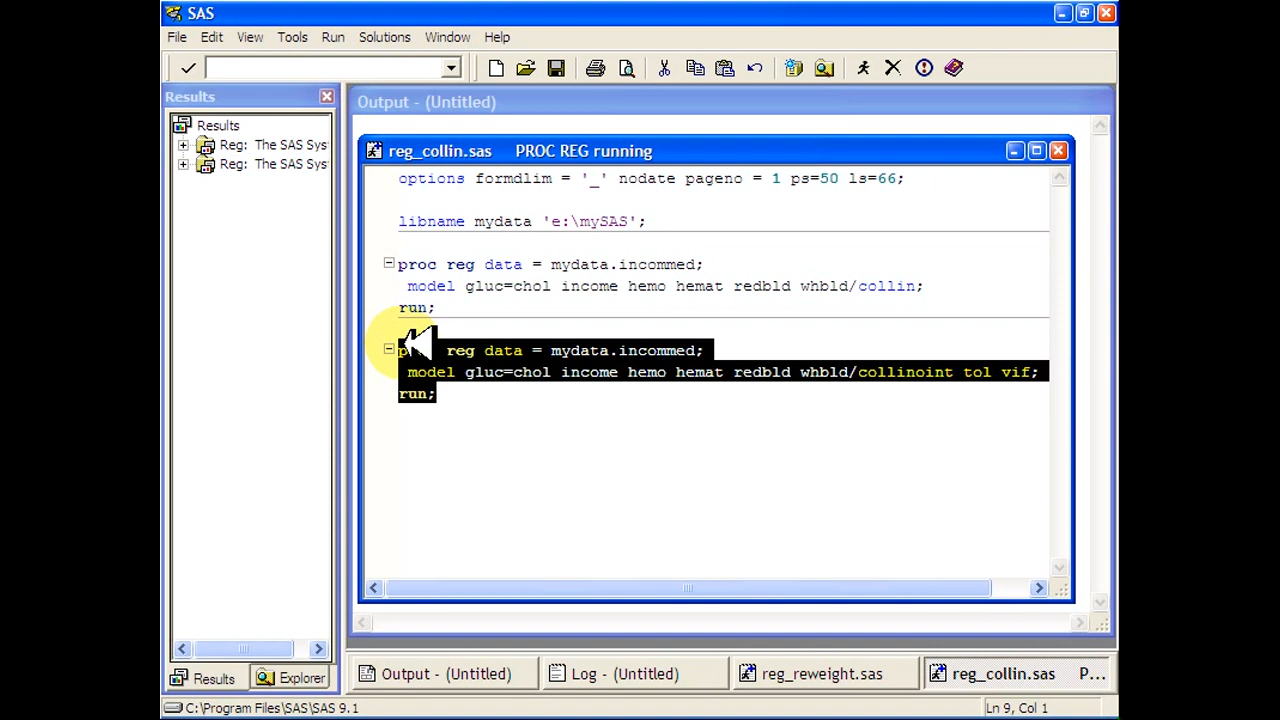 SAS
File Edit View Tools Run Solutions Window Help
Results
Results
Reg: The SAS Sys
Reg: The SAS Sys
Output - (Untitled)
reg_collin.sas PROC REG running
options formdlim = '_' nodate pageno = 1 ps=50 ls=66;
libname mydata 'e:\mySAS';
proc reg data = mydata.incommed;
model gluc=chol income hemo hemat redbld whbld/collin;
run;
reg data = mydata.incommed;
model gluc=chol income hemo hemat redbld whbld/collinoint tol vif;
run;
Results Explorer
Output - (Untitled) Log - (Untitled) reg_reweight.sas reg_collin.sas P...
C:\Program Files\SAS\SAS 9.1 Ln 9, Col 1